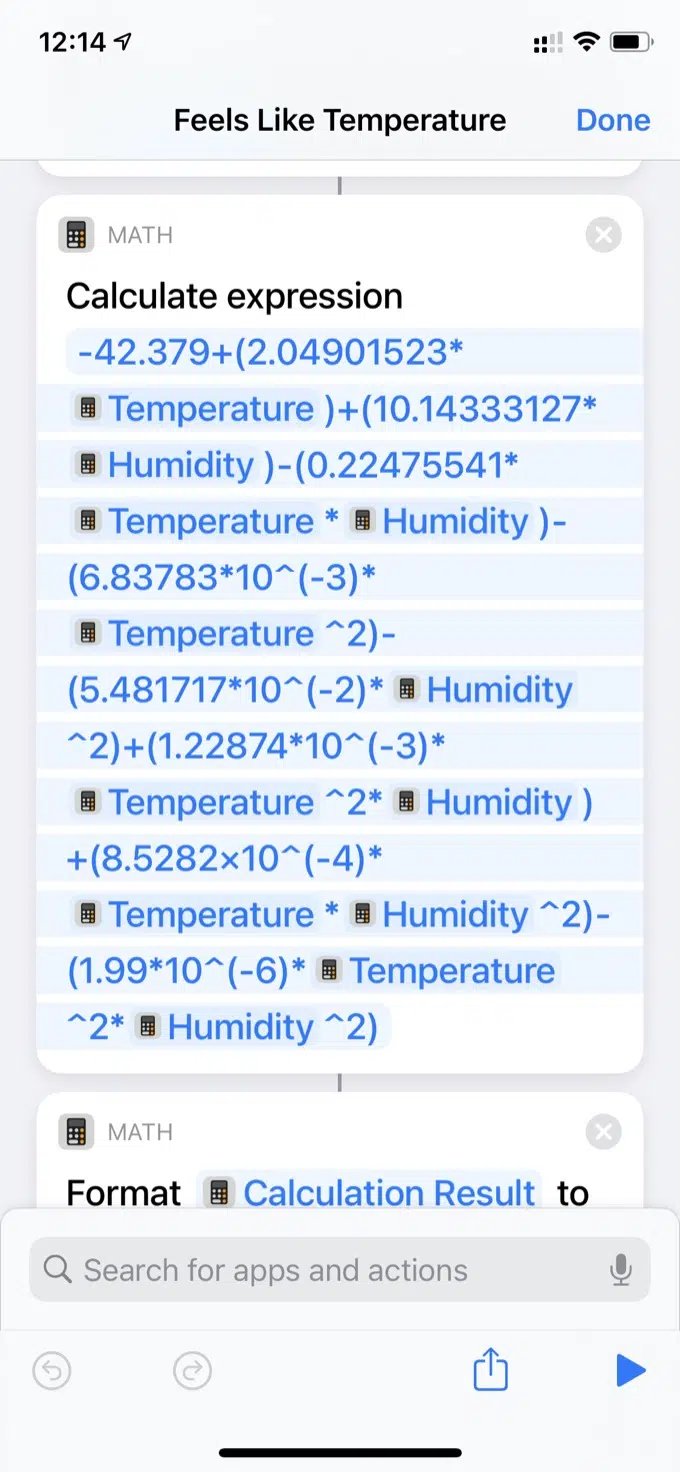 12:14
Feels Like Temperature Done
MATH
Calculate expression
-42.379+(2.04901523*
Temperature )+(10.14333127*
Humidity )-(0.22475541*
Temperature * Humidity )-
(6.83783*10^(-3)*
Temperature ^2)-
(5.481717*10^(-2)* Humidity
^2)+(1.22874*10^(-3)*
Temperature ^2* Humidity )
+(8.5282×10^(-4)*
Temperature * Humidity ^2)-
(1.99*10^(-6)* Temperature
^2* Humidity ^2)
MATH
Format Calculation Result to
Search for apps and actions